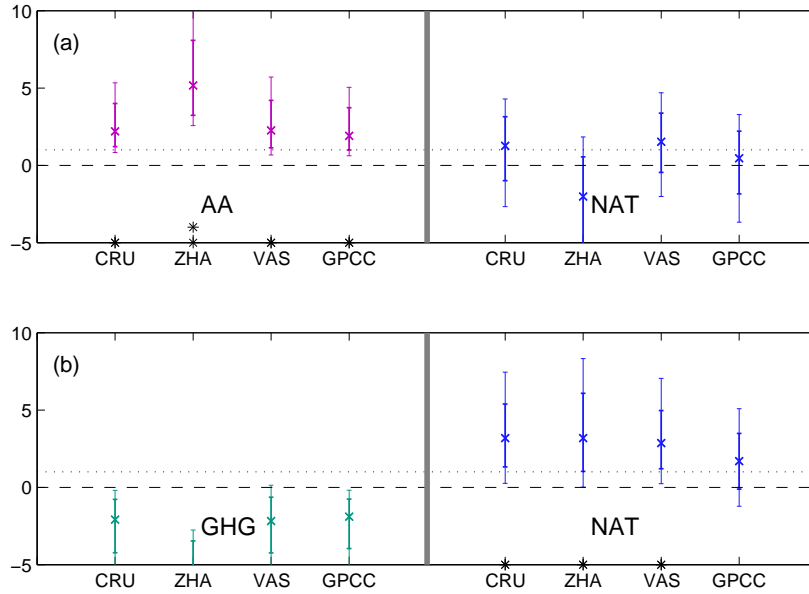 10
(a)
5
0
AA
NAT
−5
CRU ZHA VAS GPCC CRU ZHA VAS GPCC
10
(b)
5
0
GHG
NAT
−5
CRU ZHA VAS GPCC CRU ZHA VAS GPCC